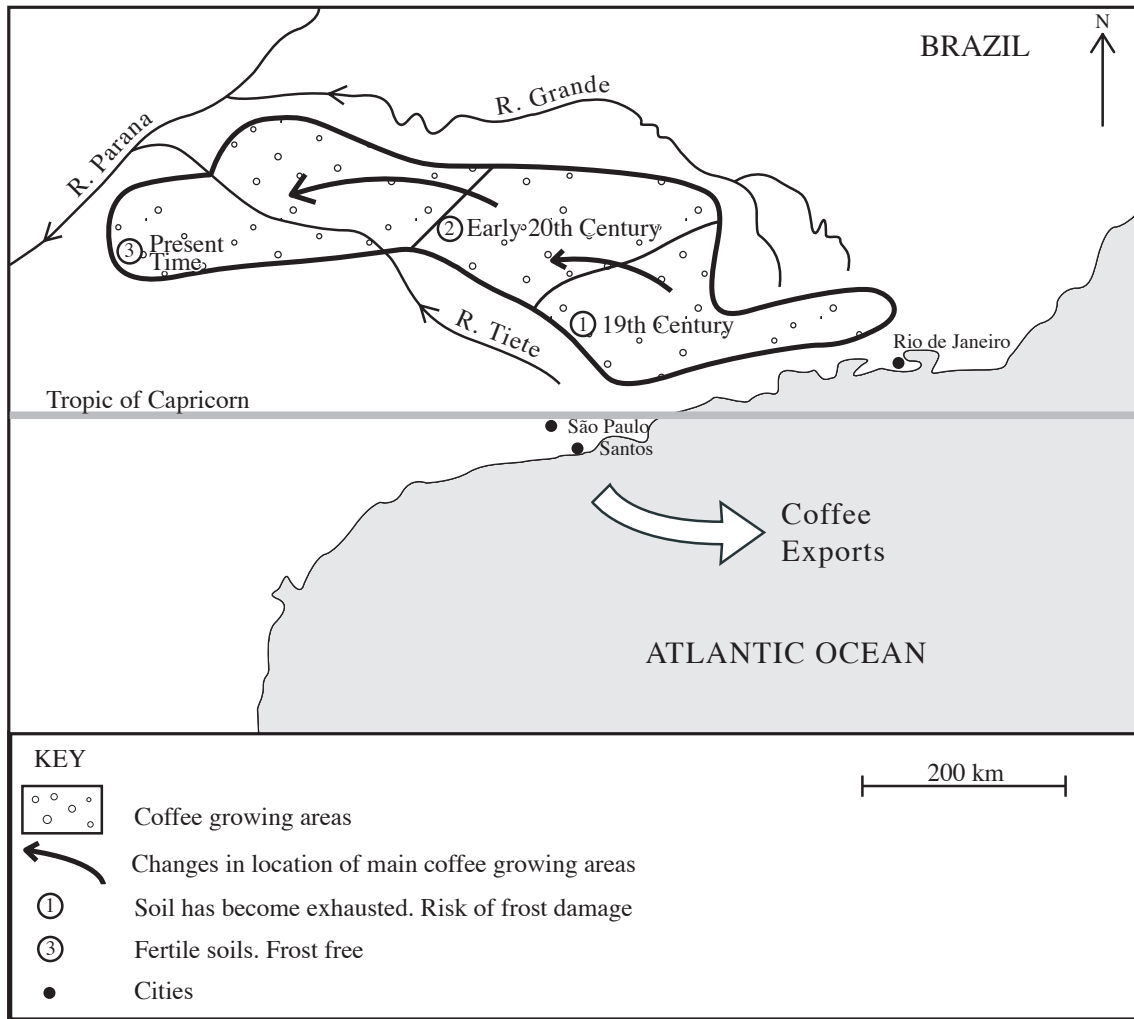 N
BRAZIL
R. Grande
R. Parana
2 Early 20th Century
3 Present
Time
R. Tiete
1 19th Century
Rio de Janeiro
Tropic of Capricorn
São Paulo
Santos
Coffee
Exports
ATLANTIC OCEAN
KEY
200 km
Coffee growing areas
Changes in location of main coffee growing areas
1 Soil has become exhausted. Risk of frost damage
3 Fertile soils. Frost free
Cities